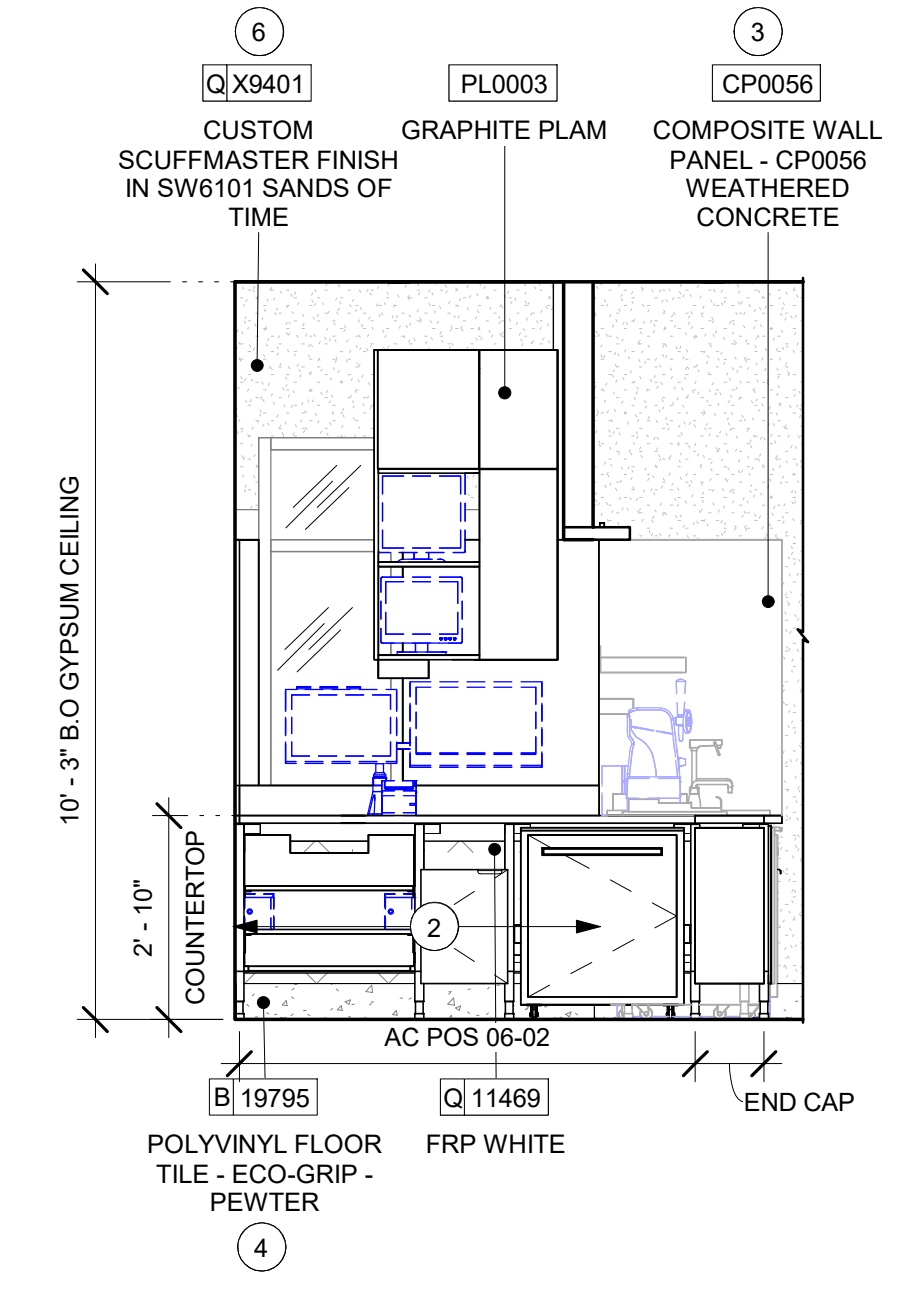 6
3
Q X9401
PL0003
CP0056
CUSTOM
SCUFFMASTER FINISH
IN SW6101 SANDS OF
TIME
GRAPHITE PLAM
COMPOSITE WALL
PANEL - CP0056
WEATHERED
CONCRETE
10' - 3" B.O GYPSUM CEILING
2' - 10"
COUNTERTOP
2
AC POS 06-02
END CAP
B 19795
Q 11469
POLYVINYL FLOOR
TILE - ECO-GRIP -
PEWTER
FRP WHITE
4